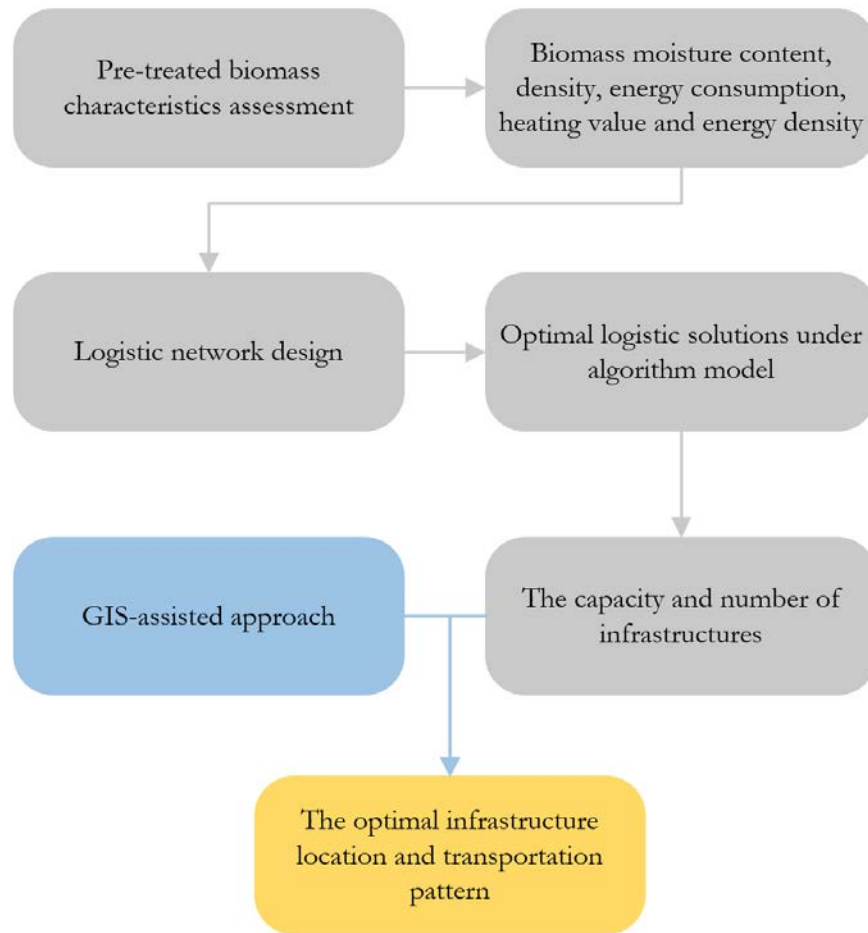 Pre-treated biomass
characteristics assessment
Biomass moisture content,
density, energy consumption,
heating value and energy density
Logistic network design
Optimal logistic solutions under
algorithm model
GIS-assisted approach
The capacity and number of
infrastructures
The optimal infrastructure
location and transportation
pattern